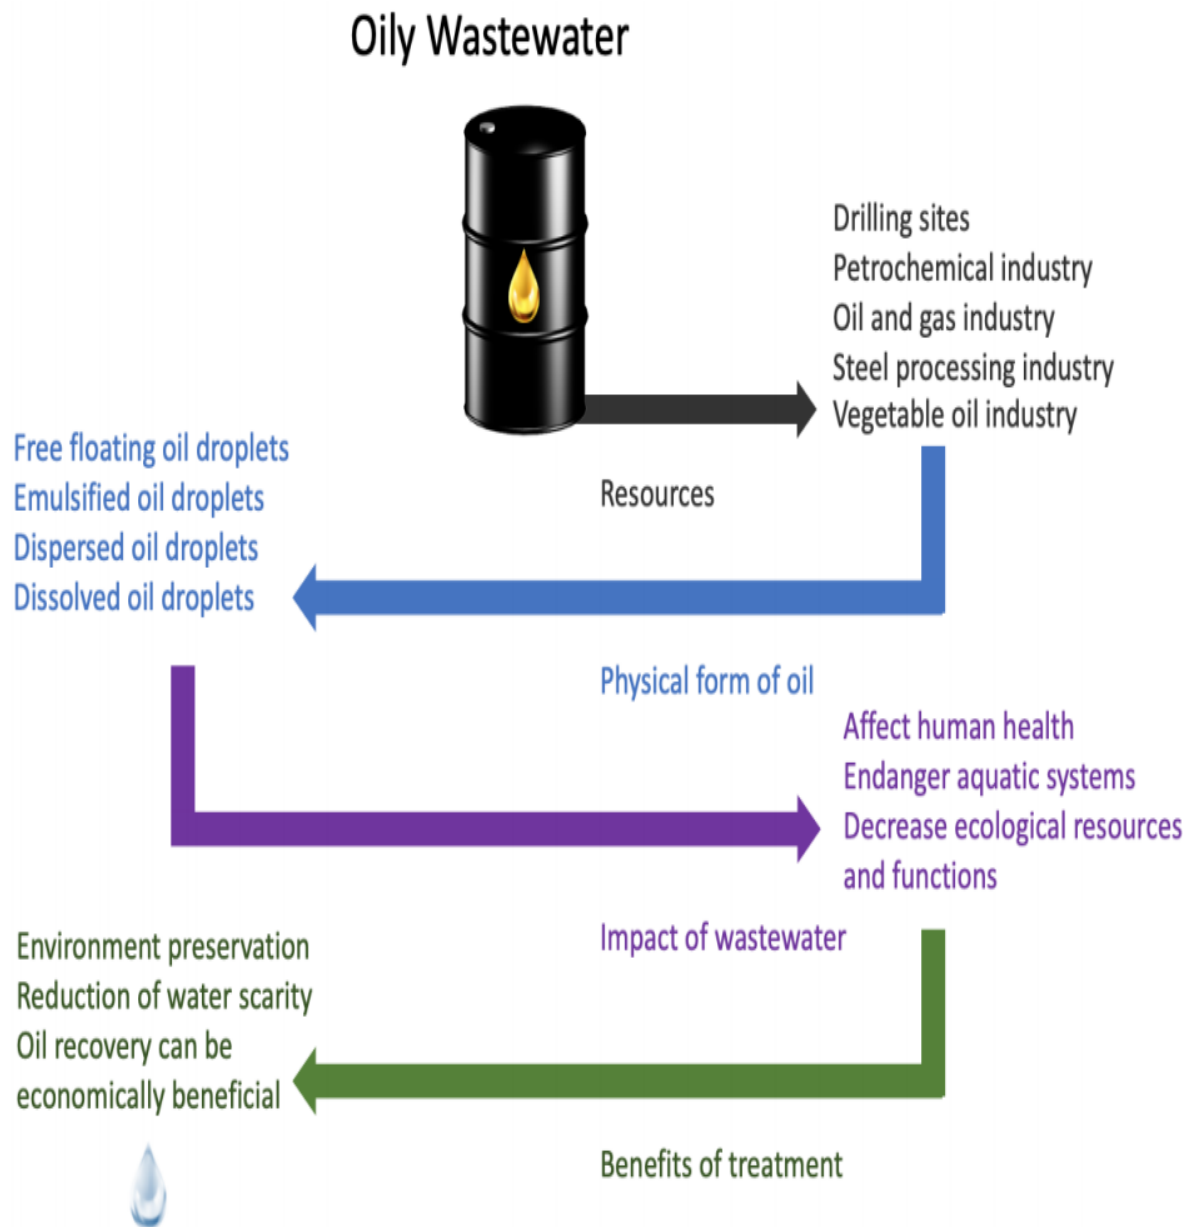 Oily Wastewater
Drilling sites
Petrochemical industry
Oil and gas industry
Steel processing industry
Vegetable oil industry
Resources
Free floating oil droplets
Emulsified oil droplets
Dispersed oil droplets
Dissolved oil droplets
Physical form of oil
Affect human health
Endanger aquatic systems
Decrease ecological resources
and functions
Impact of wastewater
Environment preservation
Reduction of water scarity
Oil recovery can be
economically beneficial
Benefits of treatment